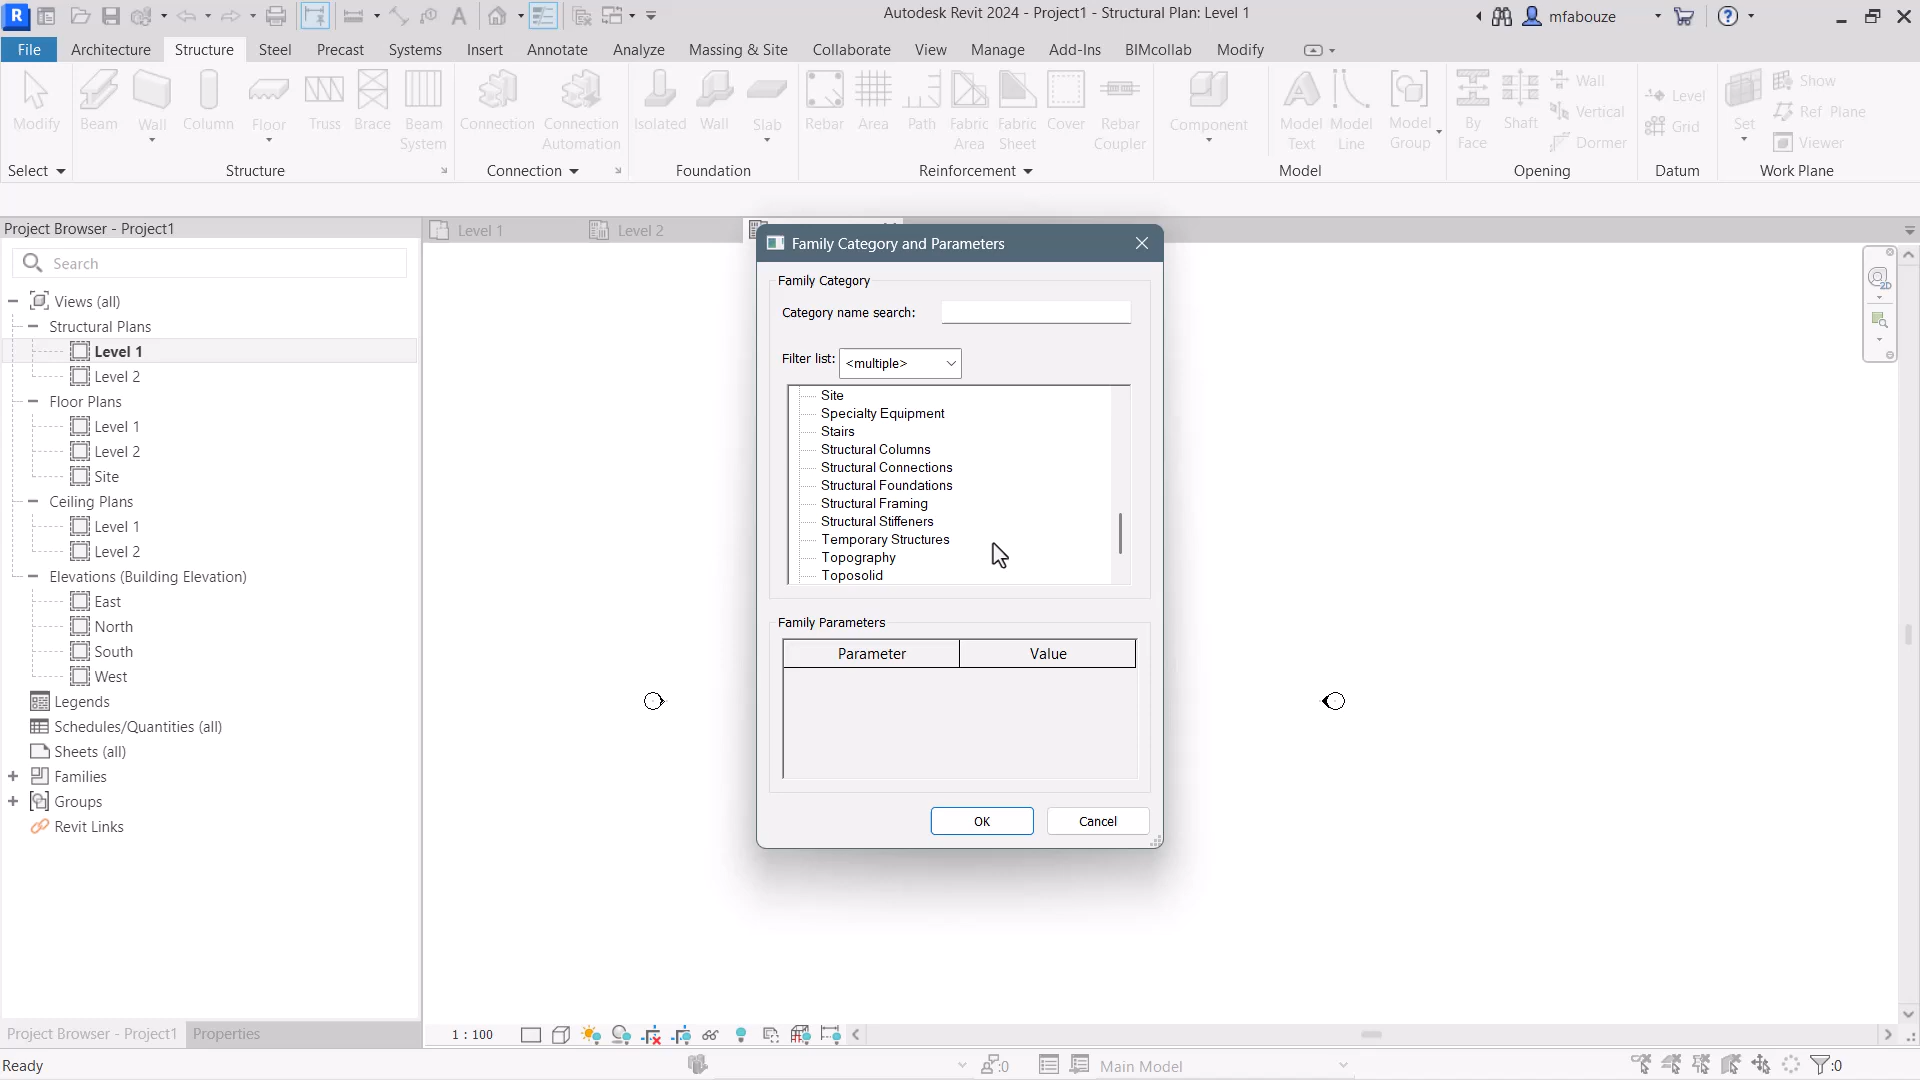 Autodesk Revit 2024 - Project1 - Structural Plan: Level 1
mfabouze
File
Architecture
Structure
Steel
Precast
Systems
Insert
Annotate
Analyze
Massing & Site
Collaborate
View
Manage
Add-Ins
BIMcollab
Modify
Modify
Beam
Wall
Column
Floor
Truss
Brace
Beam System
Connection
Connection Automation
Isolated
Wall
Slab
Rebar
Area
Path
Fabric Area
Fabric Sheet
Cover
Rebar Coupler
Component
Model Text
Model Line
Model Group
By Face
Shaft
Wall
Vertical
Dormer
Level
Grid
Set
Show
Ref Plane
Viewer
Select
Structure
Connection
Foundation
Reinforcement
Model
Opening
Datum
Work Plane
Project Browser - Project1
Search
Views (all)
Structural Plans
Level 1
Level 2
Floor Plans
Level 1
Level 2
Site
Ceiling Plans
Level 1
Level 2
Elevations (Building Elevation)
East
North
South
West
Legends
Schedules/Quantities (all)
Sheets (all)
Families
Groups
Revit Links
Project Browser - Project1
Properties
Level 1
Level 2
Family Category and Parameters
Family Category
Category name search:
Filter list:
<multiple>
Site
Specialty Equipment
Stairs
Structural Columns
Structural Connections
Structural Foundations
Structural Framing
Structural Stiffeners
Temporary Structures
Topography
Toposolid
Family Parameters
Parameter
Value
OK
Cancel
2D
1 : 100
Ready
:0
Main Model
:0